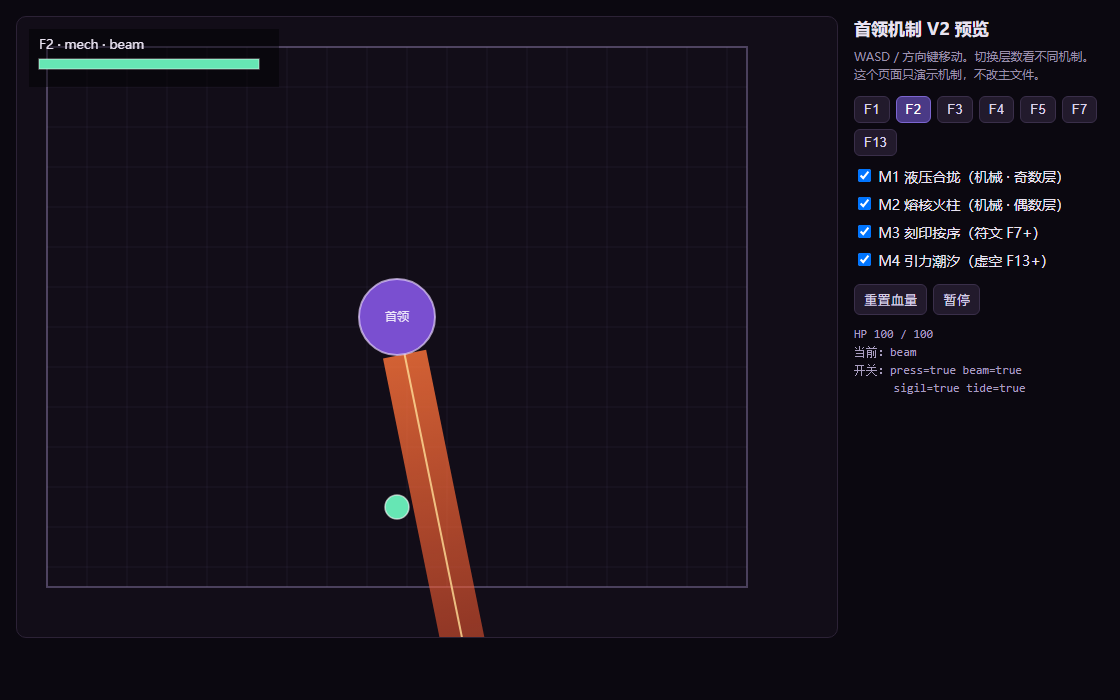 F2 · mech · beam
首领
首领机制 V2 预览
WASD / 方向键移动。切换层数看不同机制。
这个页面只演示机制，不改主文件。
F1 F2 F3 F4 F5 F7
F13
M1 液压合拢（机械 · 奇数层）
M2 熔核火柱（机械 · 偶数层）
M3 刻印按序（符文 F7+）
M4 引力潮汐（虚空 F13+）
重置血量 暂停
HP 100 / 100
当前: beam
开关: press=true beam=true
sigil=true tide=true